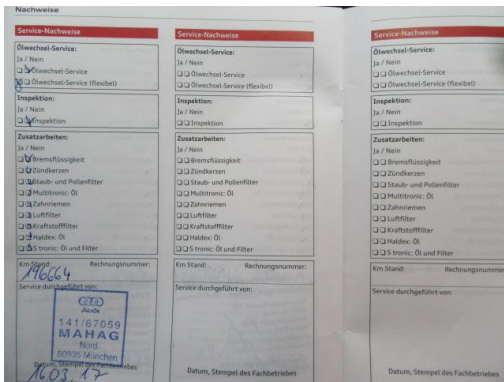 Nachweise
Service-Nachweise
Ölwechsel-Service:
Ja / Nein
Ölwechsel-Service
Ölwechsel-Service (flexibel)
Inspektion:
Ja / Nein
Inspektion
Zusatzarbeiten:
Ja / Nein
Bremsflüssigkeit
Zündkerzen
Staub- und Pollenfilter
Multitronic: Öl
Zahnriemen
Luftfilter
Kraftstofffilter
Haldex: Öl
S tronic: Öl und Filter
Km Stand:
Rechnungsnummer:
196664
Service durchgeführt von:
Audi
141/67059
MAHAG
Nord
80935 München
Datum, Stempel des Fachbetriebes
16.03.17
Service-Nachweise
Ölwechsel-Service:
Ja / Nein
Ölwechsel-Service
Ölwechsel-Service (flexibel)
Inspektion:
Ja / Nein
Inspektion
Zusatzarbeiten:
Ja / Nein
Bremsflüssigkeit
Zündkerzen
Staub- und Pollenfilter
Multitronic: Öl
Zahnriemen
Luftfilter
Kraftstofffilter
Haldex: Öl
S tronic: Öl und Filter
Km Stand:
Rechnungsnummer:
Service durchgeführt von:
Datum, Stempel des Fachbetriebes
Service-Nachweise
Ölwechsel-Service:
Ja / Nein
Ölwechsel-Service
Ölwechsel-Service (flexibel)
Inspektion:
Ja / Nein
Inspektion
Zusatzarbeiten:
Ja / Nein
Bremsflüssigkeit
Zündkerzen
Staub- und Pollenfilter
Multitronic: Öl
Zahnriemen
Luftfilter
Kraftstofffilter
Haldex: Öl
S tronic: Öl und Filter
Km Stand:
Rechnungsnummer
Service durchgeführt von:
Datum, Stempel des Fachbetriebes